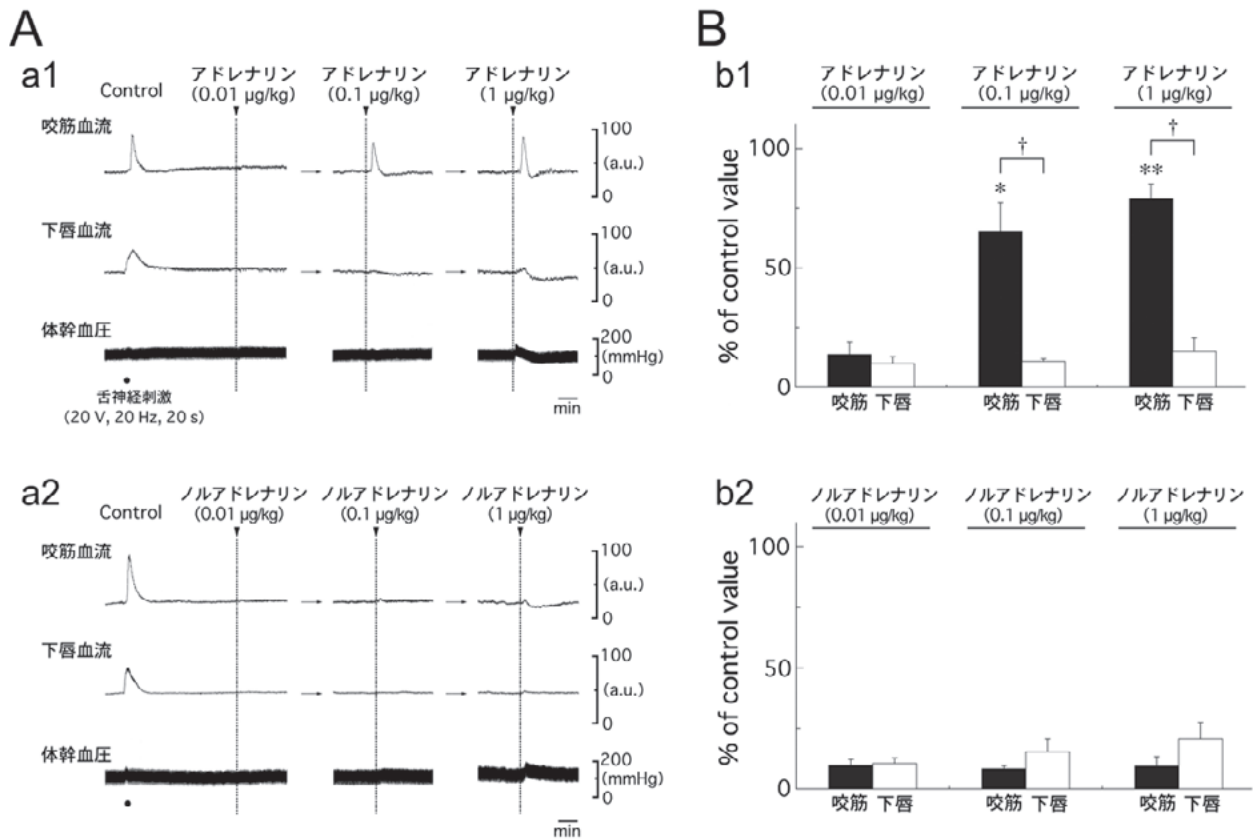 A
a1
Control
アドレナリン
(0.01 µg/kg)
アドレナリン
(0.1 µg/kg)
アドレナリン
(1 µg/kg)
咬筋血流
100
(a.u.)
0
下唇血流
100
(a.u.)
0
体幹血圧
200
(mmHg)
0
舌神経刺激
(20 V, 20 Hz, 20 s)
min
a2
Control
ノルアドレナリン
(0.01 µg/kg)
ノルアドレナリン
(0.1 µg/kg)
ノルアドレナリン
(1 µg/kg)
咬筋血流
100
(a.u.)
0
下唇血流
100
(a.u.)
0
体幹血圧
200
(mmHg)
0
min
B
b1
アドレナリン
(0.01 µg/kg)
アドレナリン
(0.1 µg/kg)
アドレナリン
(1 µg/kg)
% of control value
100
50
0
†
*
†
**
咬筋 下唇
咬筋 下唇
咬筋 下唇
b2
ノルアドレナリン
(0.01 µg/kg)
ノルアドレナリン
(0.1 µg/kg)
ノルアドレナリン
(1 µg/kg)
% of control value
100
50
0
咬筋 下唇
咬筋 下唇
咬筋 下唇